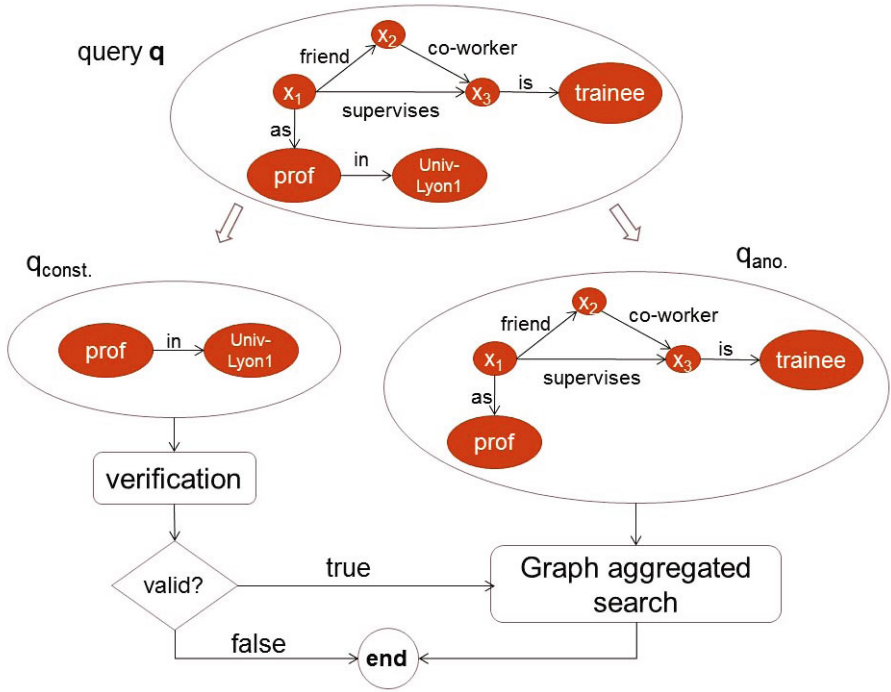 query q
x2
friend
co-worker
x1
x3
is
trainee
supervises
as
prof
in
Univ-
Lyon1
qconst.
prof
in
Univ-
Lyon1
qano.
x2
friend
co-worker
x1
x3
is
trainee
supervises
as
prof
verification
valid?
true
Graph aggregated
search
false
end